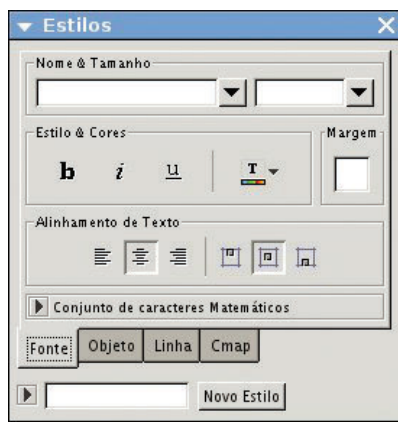 Estilos
Nome & Tamanho
Estilo & Cores
Margem
b i u T
Alinhamento de Texto
Conjunto de caracteres Matemáticos
Fonte Objeto Linha Cmap
Novo Estilo